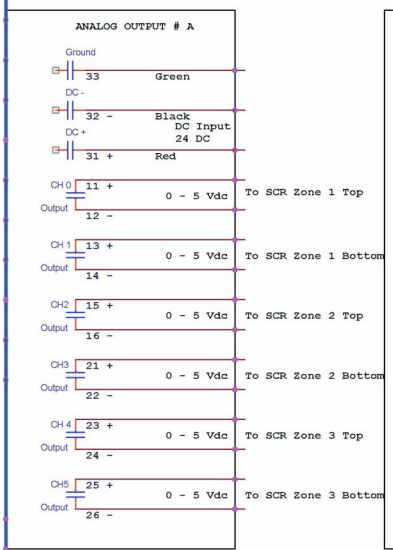 ANALOG OUTPUT # A
Ground
33 Green
DC -
32 - Black
DC Input
DC +
24 DC
31 + Red
CH 0 11 +
0 - 5 Vdc To SCR Zone 1 Top
Output 12 -
CH 1 13 +
0 - 5 Vdc To SCR Zone 1 Bottom
Output 14 -
CH2 15 +
0 - 5 Vdc To SCR Zone 2 Top
Output 16 -
CH3 21 +
0 - 5 Vdc To SCR Zone 2 Bottom
Output 22 -
CH 4 23 +
0 - 5 Vdc To SCR Zone 3 Top
Output 24 -
CH5 25 +
0 - 5 Vdc To SCR Zone 3 Bottom
Output 26 -